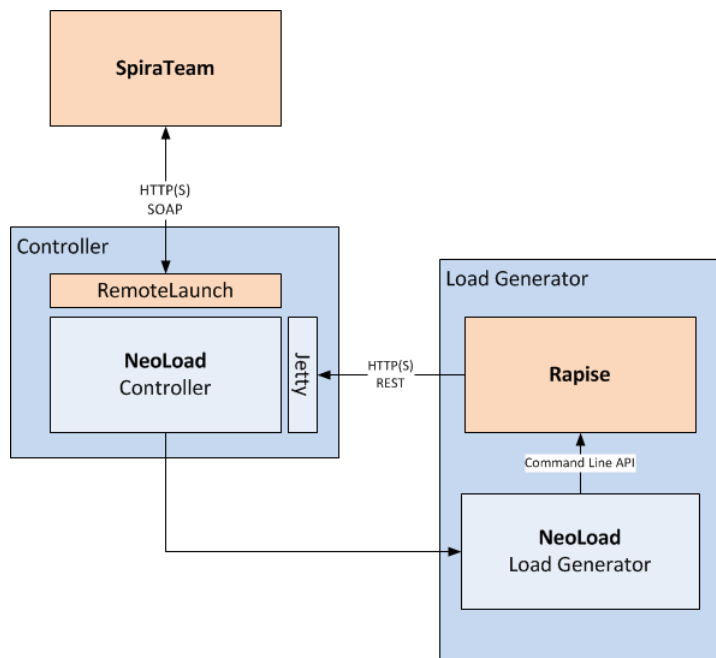 SpiraTeam
HTTP(S)
SOAP
Controller
RemoteLaunch
NeoLoad
Controller
Jetty
HTTP(S)
REST
Load Generator
Rapise
Command Line API
NeoLoad
Load Generator